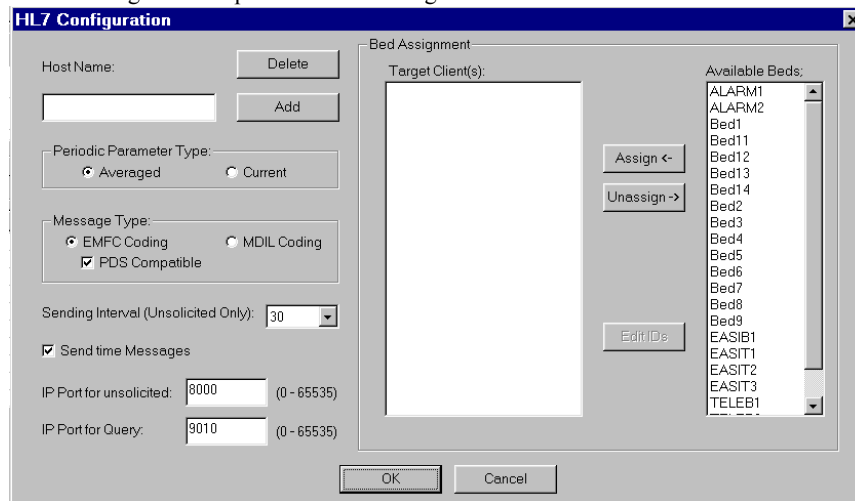 HL7 Configuration
Host Name:
Delete
Add
Periodic Parameter Type:
Averaged
Current
Message Type:
EMFC Coding
MDIL Coding
PDS Compatible
Sending Interval (Unsolicited Only):
30
Send time Messages
IP Port for unsolicited:
8000
(0 - 65535)
IP Port for Query:
9010
(0 - 65535)
Bed Assignment
Target Client(s):
Assign <-
Unassign ->
Edit IDs
Available Beds;
ALARM1
ALARM2
Bed1
Bed11
Bed12
Bed13
Bed14
Bed2
Bed3
Bed4
Bed5
Bed6
Bed7
Bed8
Bed9
EASIB1
EASIT1
EASIT2
EASIT3
TELEB1
OK
Cancel